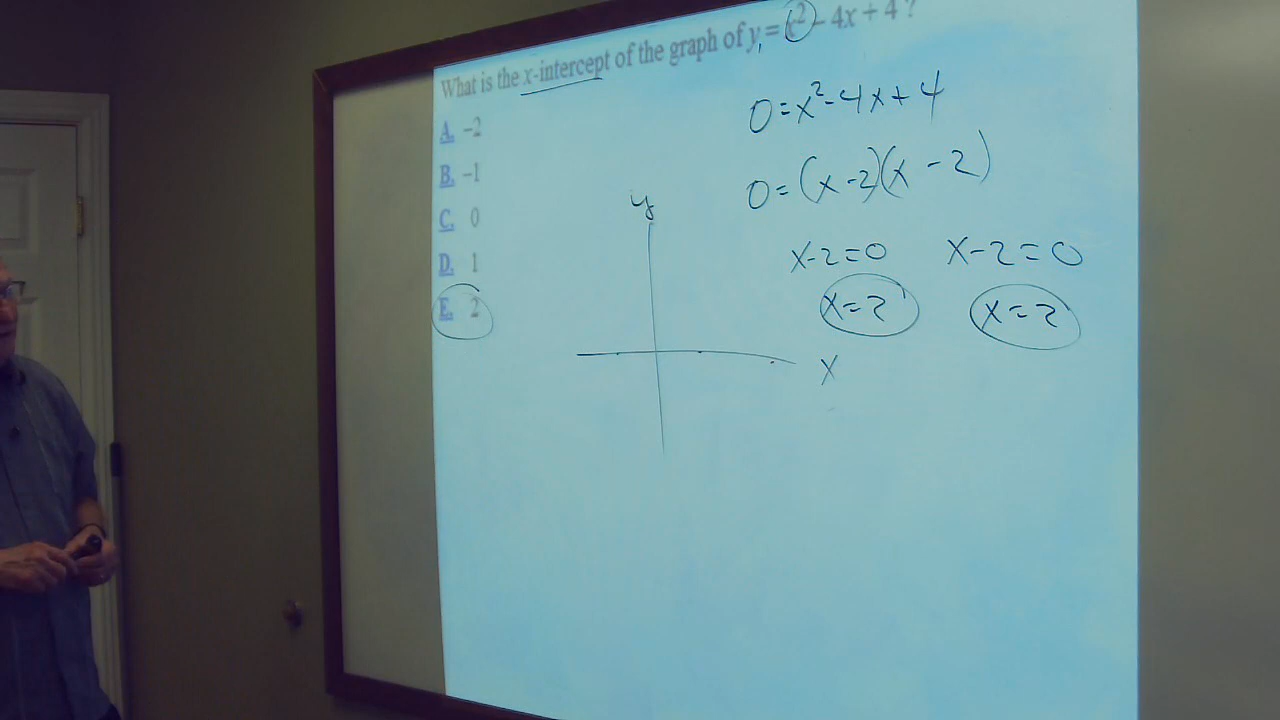 What is the x-intercept of the graph of y = x² - 4x + 4?
A. -2
B. -1
C. 0
D. 1
E. 2
0=x²-4x+4
0=(x-2)(x-2)
x-2=0 x-2=0
x=2 x=2
y
x